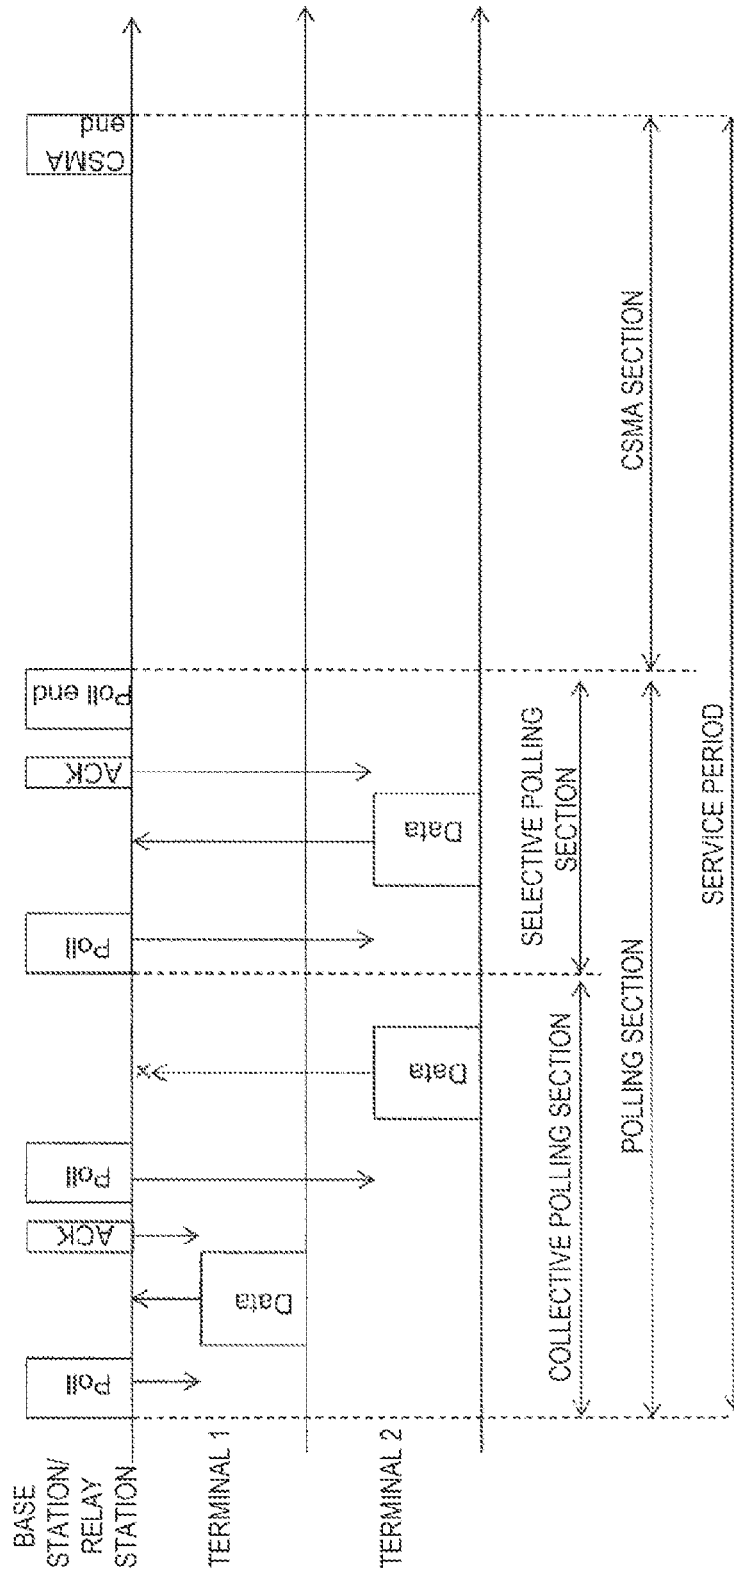 BASE
STATION/
RELAY
STATION
Poll
ACK
Poll
Poll
ACK
Poll end
CSMA
end
TERMINAL 1
Data
TERMINAL 2
Data
Data
COLLECTIVE POLLING SECTION
SELECTIVE POLLING
SECTION
POLLING SECTION
CSMA SECTION
SERVICE PERIOD